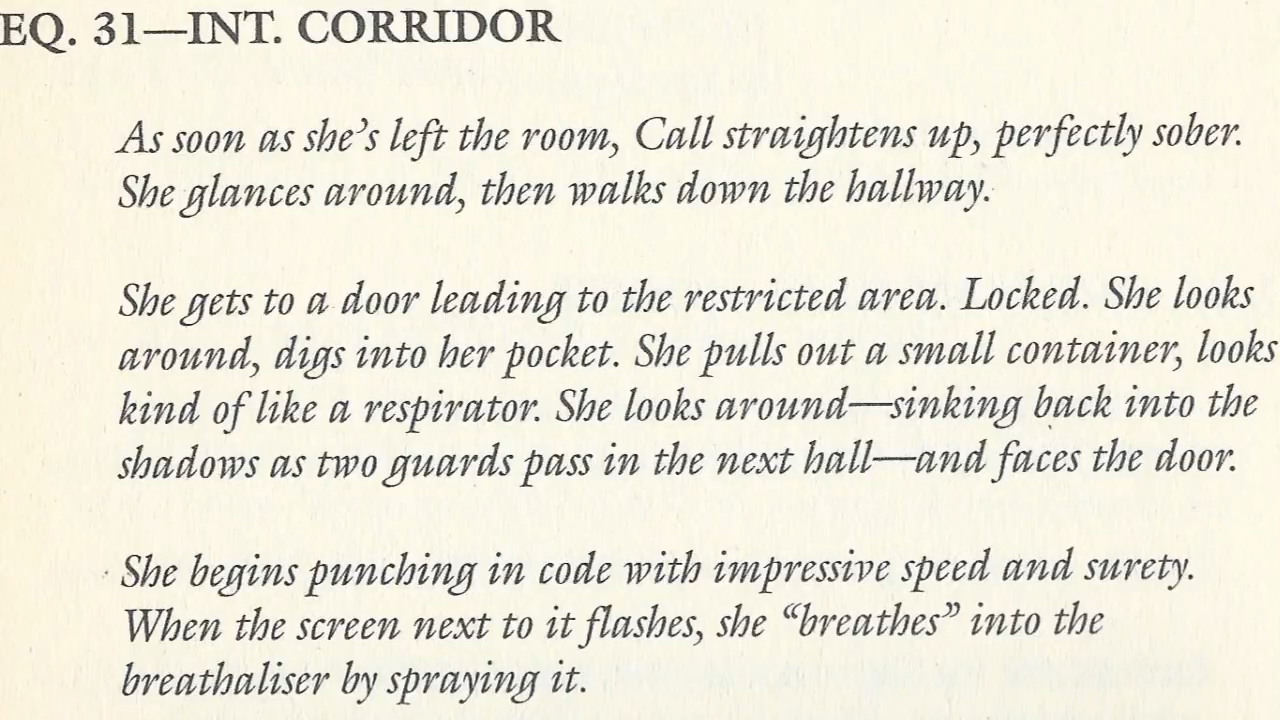 EQ. 31—INT. CORRIDOR
As soon as she's left the room, Call straightens up, perfectly sober.
She glances around, then walks down the hallway.
She gets to a door leading to the restricted area. Locked. She looks
around, digs into her pocket. She pulls out a small container, looks
kind of like a respirator. She looks around—sinking back into the
shadows as two guards pass in the next hall—and faces the door.
She begins punching in code with impressive speed and surety.
When the screen next to it flashes, she “breathes” into the
breathaliser by spraying it.